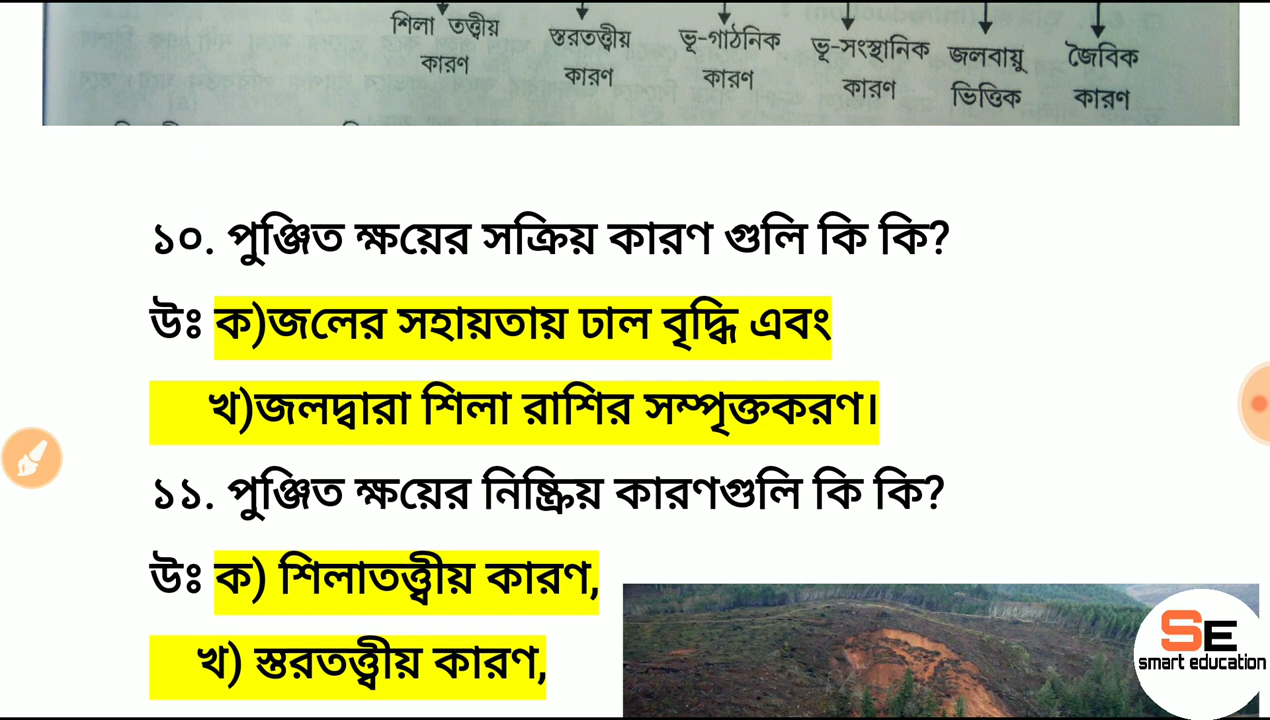 শিলা তত্ত্বীয় কারণ
স্তরতত্ত্বীয় কারণ
ভূ-গাঠনিক কারণ
ভূ-সংস্থানিক কারণ
জলবায়ু ভিত্তিক
জৈবিক কারণ
১০. পুঞ্জিত ক্ষয়ের সক্রিয় কারণ গুলি কি কি?
উঃ ক)জলের সহায়তায় ঢাল বৃদ্ধি এবং
খ)জলদ্বারা শিলা রাশির সম্পৃক্তকরণ।
১১. পুঞ্জিত ক্ষয়ের নিষ্ক্রিয় কারণগুলি কি কি?
উঃ ক) শিলাতত্ত্বীয় কারণ,
খ) স্তরতত্ত্বীয় কারণ,
SE
smart education